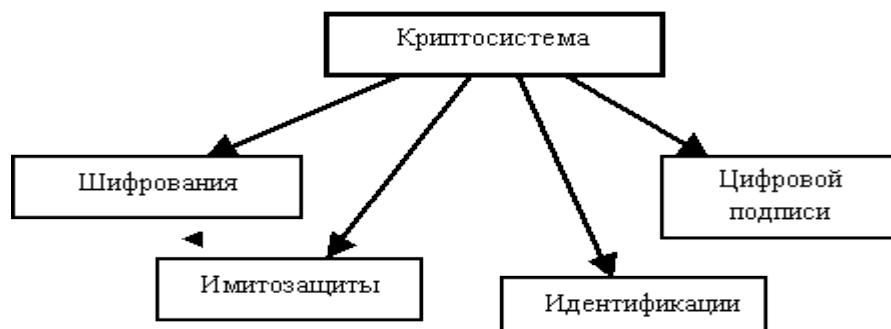 Криптосистема
Шифрования
Цифровой
подписи
Имитозащиты
Идентификации